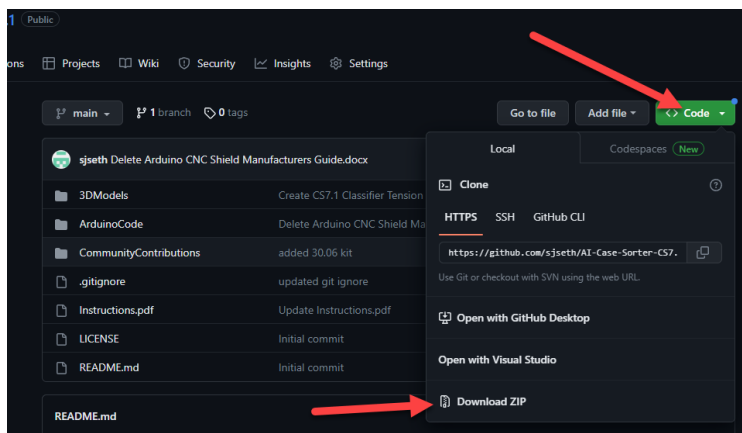 .1 Public
ons Projects Wiki Security Insights Settings
main 1 branch 0 tags Go to file Add file Code
Local Codespaces New
sjseth Delete Arduino CNC Shield Manufacturers Guide.docx
Clone
3DModels Create CS7.1 Classifier Tension
HTTPS SSH GitHub CLI
ArduinoCode Delete Arduino CNC Shield Ma
https://github.com/sjseth/AI-Case-Sorter-CS7.
CommunityContributions added 30.06 kit
Use Git or checkout with SVN using the web URL.
.gitignore updated git ignore
Instructions.pdf Update Instructions.pdf
Open with GitHub Desktop
LICENSE Initial commit
Open with Visual Studio
README.md Initial commit
Download ZIP
README.md